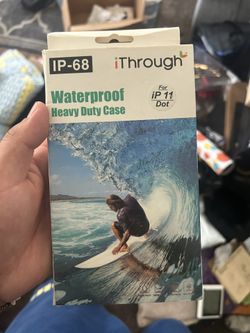 IP-68
iThrough
Waterproof
Heavy Duty Case
For
iP 11
Dot